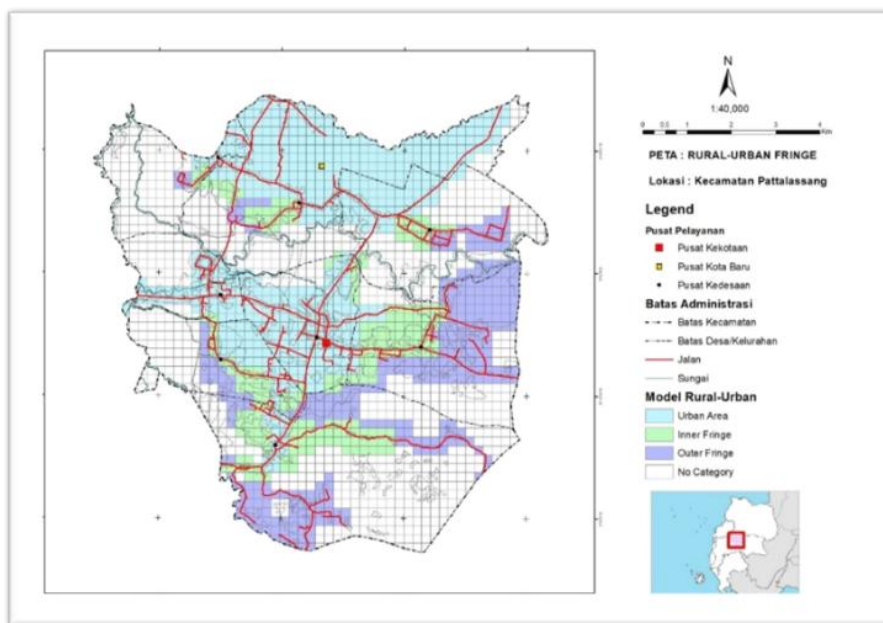 N
1:40,000
0 0.5 1 2 3 4
Km
PETA : RURAL-URBAN FRINGE
Lokasi : Kecamatan Pattalassang
Legend
Pusat Pelayanan
Pusat Kekotaan
Pusat Kota Baru
Pusat Kedesaan
Batas Administrasi
Batas Kecamatan
Batas Desa/Kelurahan
Jalan
Sungai
Model Rural-Urban
Urban Area
Inner Fringe
Outer Fringe
No Category